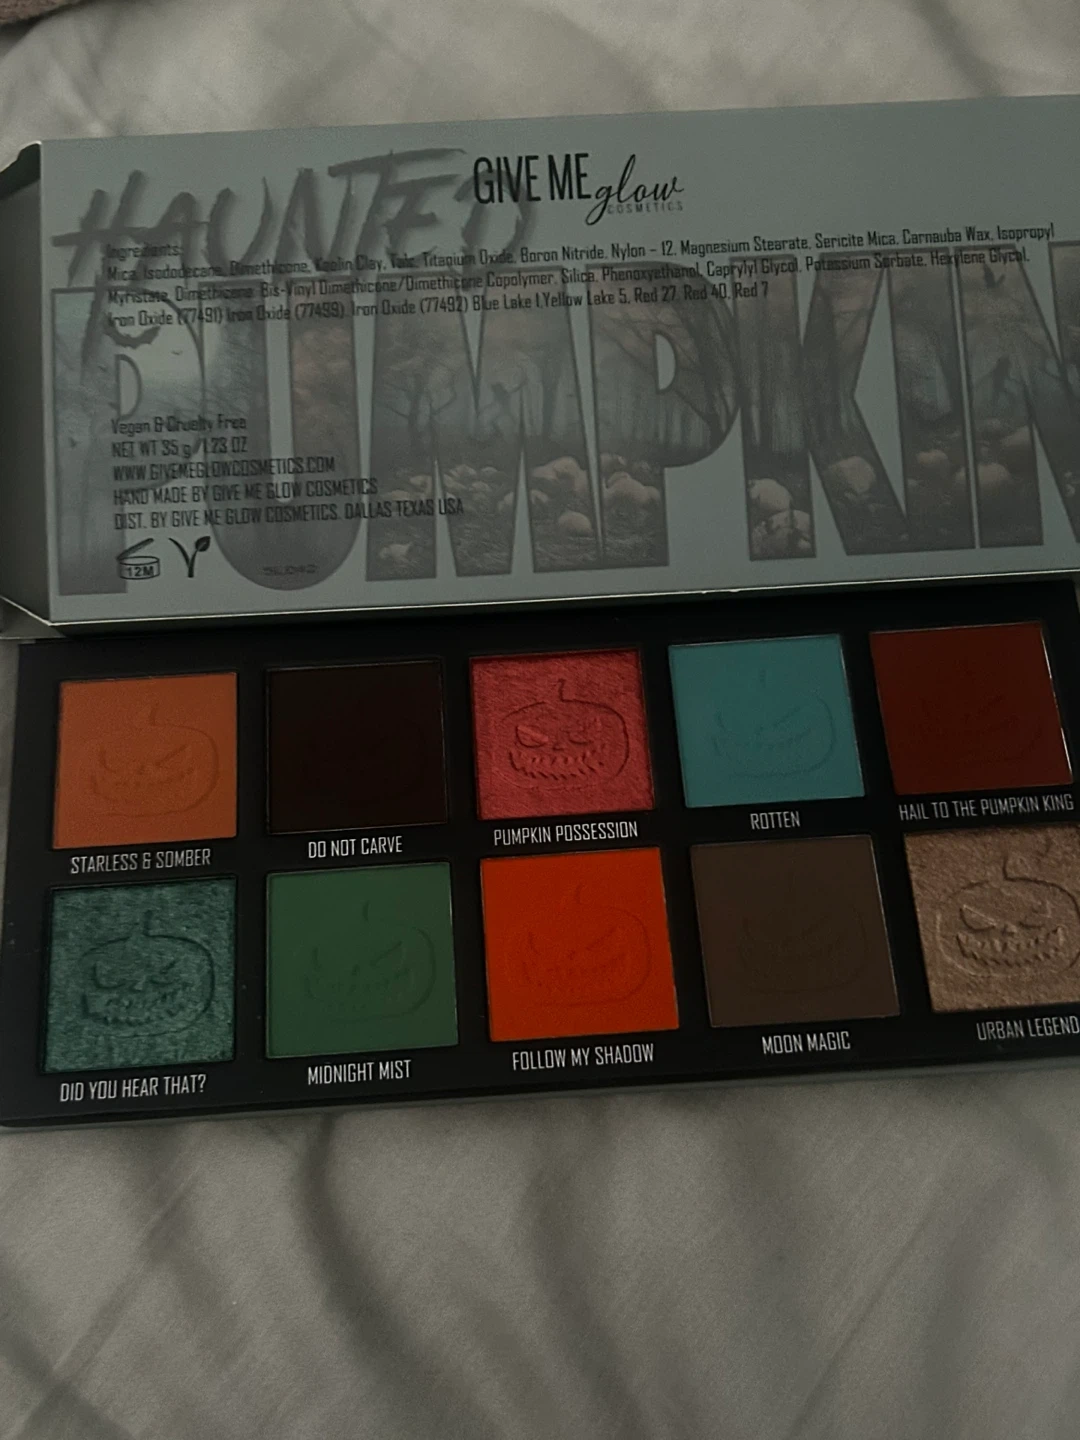 HAUNTED
GIVE ME glow
COSMETICS
PUMPKIN
Ingredients:
Mica, Isododecane, Dimethicone, Kaolin Clay, Talc, Titanium Oxide, Boron Nitride, Nylon – 12, Magnesium Stearate, Sericite Mica, Carnauba Wax, Isopropyl
Myristate, Dimethicone, Bis-Vinyl Dimethicone/Dimethicone Copolymer, Silica, Phenoxyethanol, Caprylyl Glycol, Potassium Sorbate, Hexylene Glycol,
Iron Oxide (77491) Iron Oxide (77499), Iron Oxide (77492) Blue Lake 1,Yellow Lake 5, Red 27, Red 40, Red 7
Vegan & Cruelty Free
NET WT 35 g /1.23 OZ
WWW.GIVEMEGLOWCOSMETICS.COM
HAND MADE BY GIVE ME GLOW COSMETICS
DIST. BY GIVE ME GLOW COSMETICS. DALLAS TEXAS USA
12M
STARLESS & SOMBER
DO NOT CARVE
PUMPKIN POSSESSION
ROTTEN
HAIL TO THE PUMPKIN KING
DID YOU HEAR THAT?
MIDNIGHT MIST
FOLLOW MY SHADOW
MOON MAGIC
URBAN LEGEND